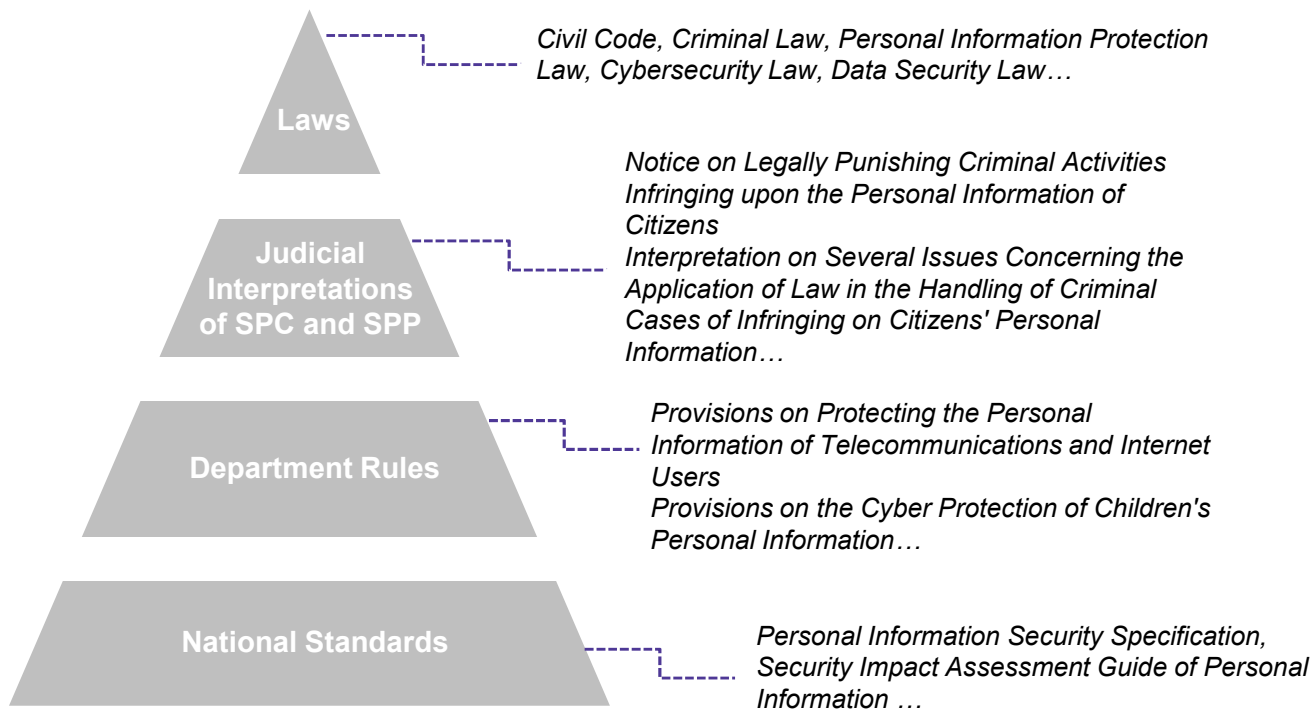 Civil Code, Criminal Law, Personal Information Protection
Law, Cybersecurity Law, Data Security Law…
Laws
Notice on Legally Punishing Criminal Activities
Infringing upon the Personal Information of
Citizens
Interpretation on Several Issues Concerning the
Application of Law in the Handling of Criminal
Cases of Infringing on Citizens' Personal
Information…
Judicial
Interpretations
of SPC and SPP
Provisions on Protecting the Personal
Information of Telecommunications and Internet
Users
Provisions on the Cyber Protection of Children's
Personal Information…
Department Rules
National Standards
Personal Information Security Specification,
Security Impact Assessment Guide of Personal
Information …